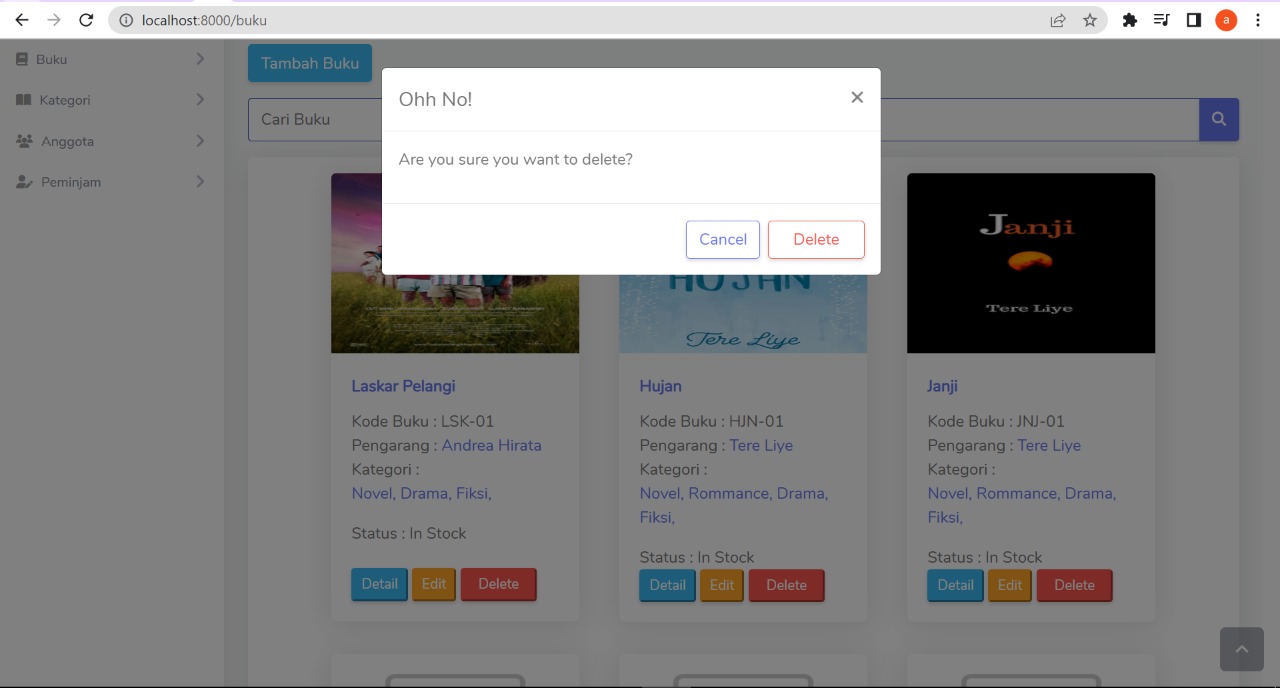 localhost:8000/buku
a
Buku
Kategori
Anggota
Peminjam
Tambah Buku
Cari Buku
Ohh No!
×
Are you sure you want to delete?
Cancel
Delete
Laskar Pelangi
Kode Buku : LSK-01
Pengarang : Andrea Hirata
Kategori :
Novel, Drama, Fiksi,
Status : In Stock
Detail
Edit
Delete
HUJAN
Tere Liye
Hujan
Kode Buku : HJN-01
Pengarang : Tere Liye
Kategori :
Novel, Rommance, Drama,
Fiksi,
Status : In Stock
Detail
Edit
Delete
Janji
Tere Liye
Janji
Kode Buku : JNJ-01
Pengarang : Tere Liye
Kategori :
Novel, Rommance, Drama,
Fiksi,
Status : In Stock
Detail
Edit
Delete